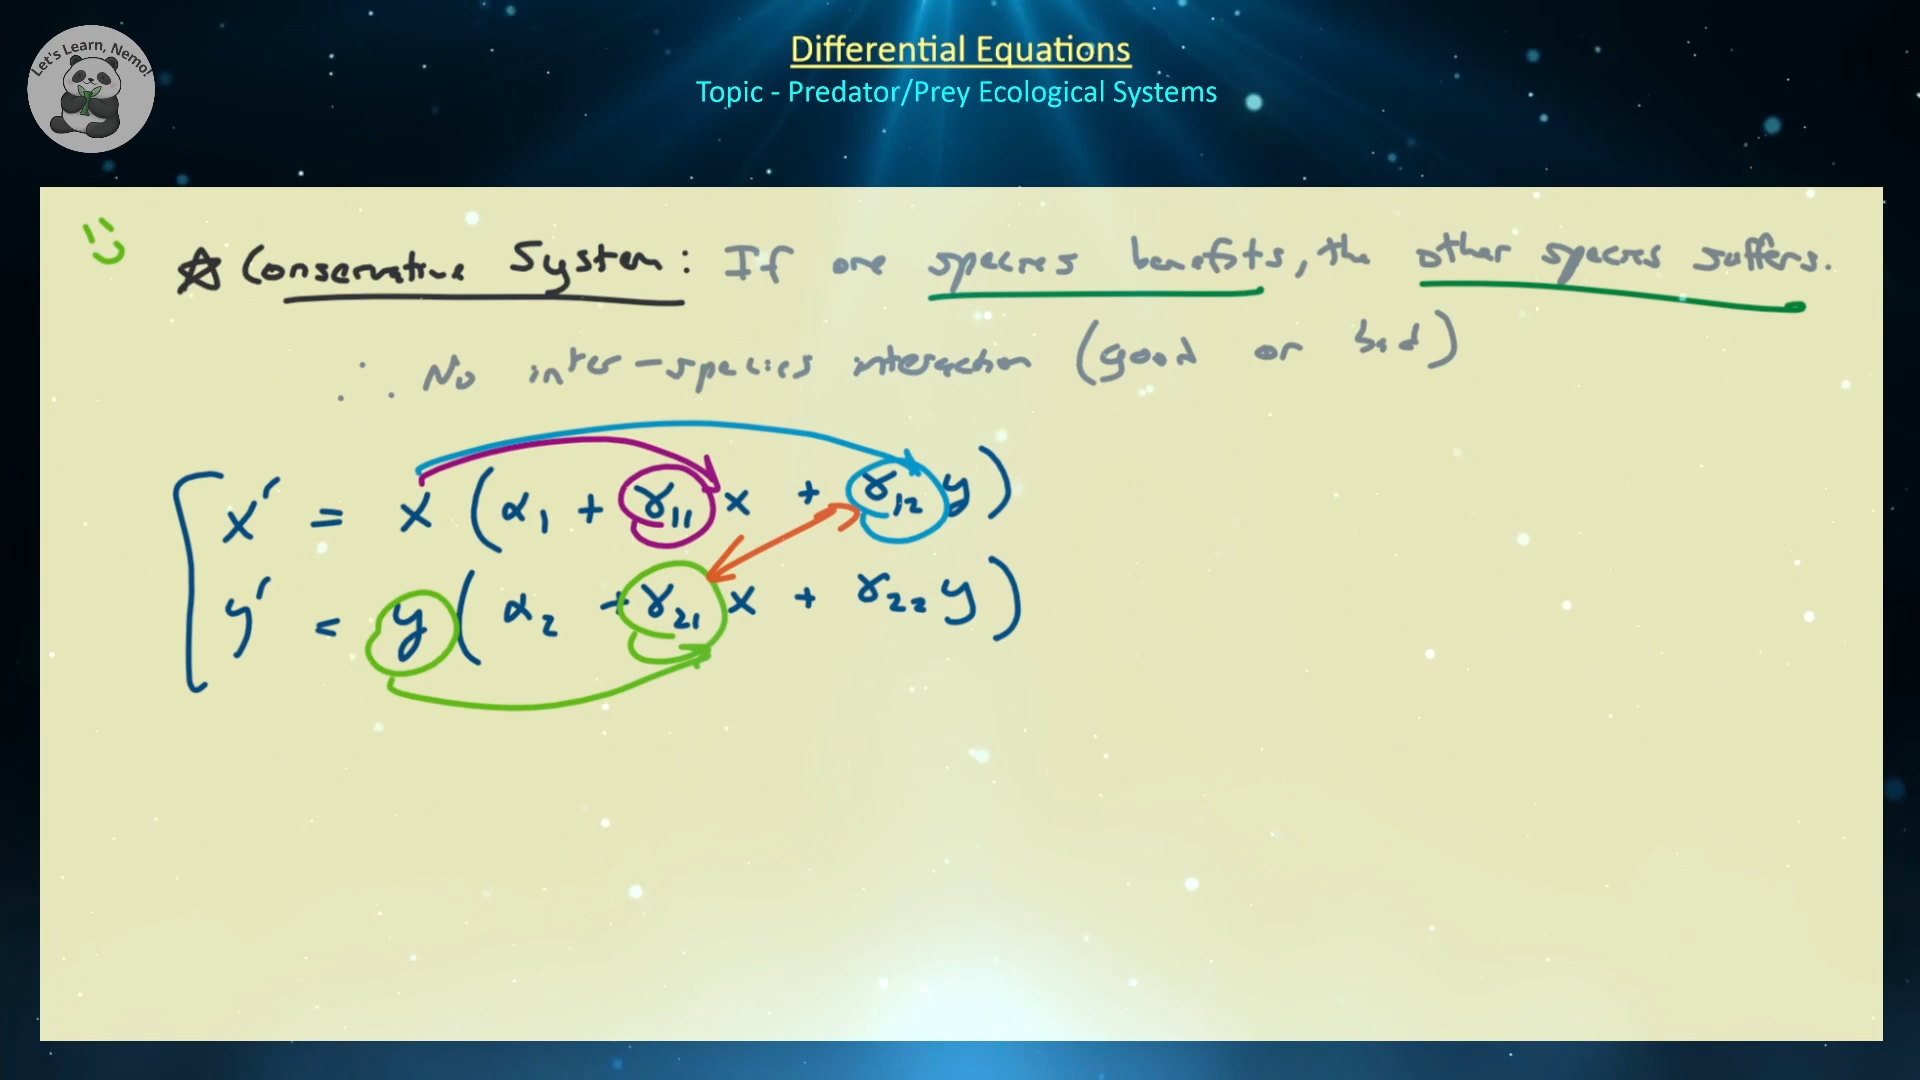 Let's Learn, Nemo!
Differential Equations
Topic - Predator/Prey Ecological Systems
☆ Conservative System: If one species benefits, the other species suffers.
∴ No inter-species interaction (good or bad)
x' = x(α₁ + γ₁₁x + γ₁₂y)
y' = y(α₂ + γ₂₁x + γ₂₂y)